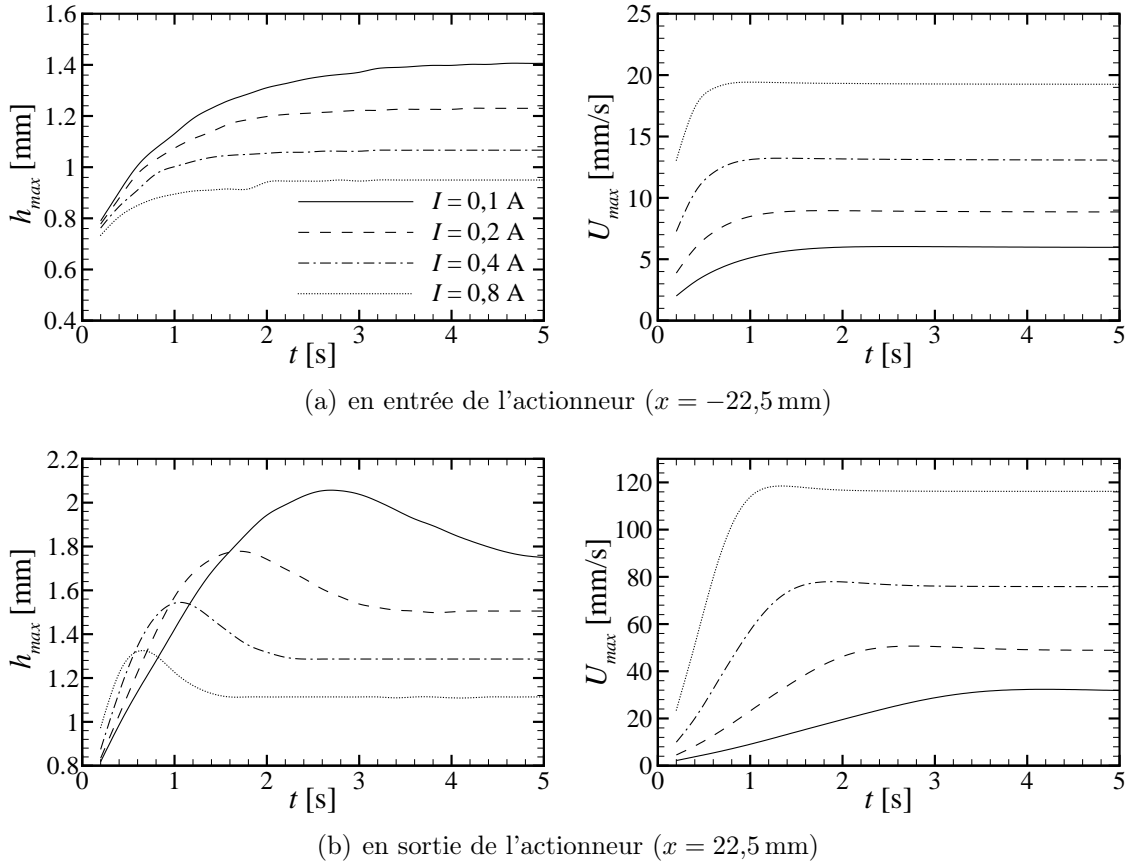 1.6
1.4
1.2
1
0.8
0.6
0.4
h_max [mm]
0 1 2 3 4 5
t [s]
I = 0,1 A
I = 0,2 A
I = 0,4 A
I = 0,8 A
25
20
15
10
5
0
U_max [mm/s]
0 1 2 3 4 5
t [s]
(a) en entrée de l'actionneur (x = −22,5 mm)
2.2
2
1.8
1.6
1.4
1.2
1
0.8
h_max [mm]
0 1 2 3 4 5
t [s]
120
100
80
60
40
20
0
U_max [mm/s]
0 1 2 3 4 5
t [s]
(b) en sortie de l'actionneur (x = 22,5 mm)